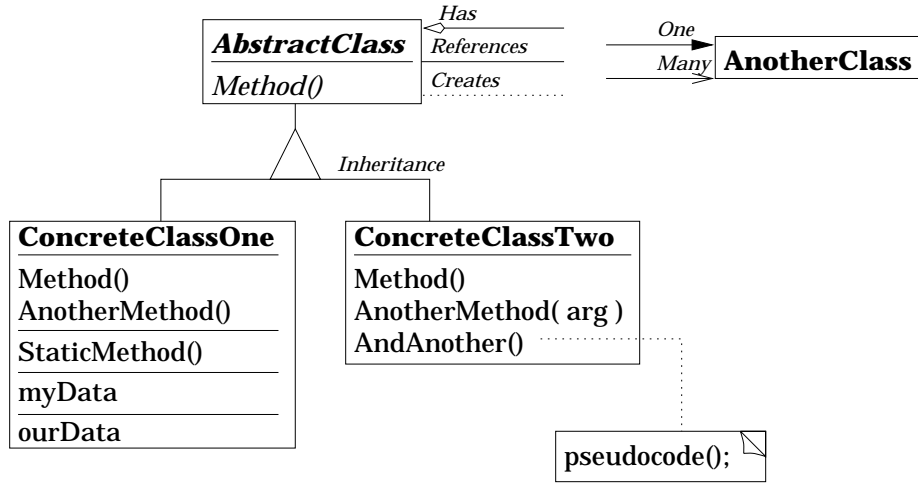 Has
AbstractClass
References
One
Method()
Creates
Many
AnotherClass
Inheritance
ConcreteClassOne
Method()
AnotherMethod()
StaticMethod()
myData
ourData
ConcreteClassTwo
Method()
AnotherMethod( arg )
AndAnother()
pseudocode();